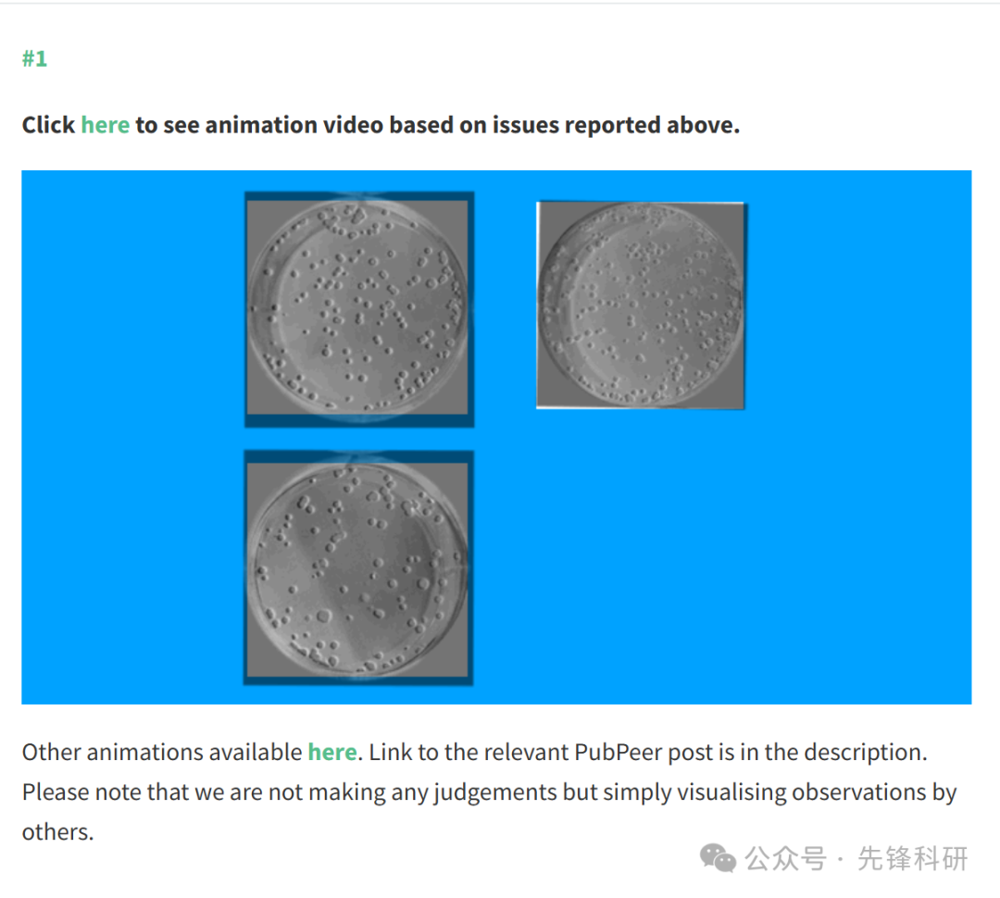 #1
Click here to see animation video based on issues reported above.
Other animations available here. Link to the relevant PubPeer post is in the description.
Please note that we are not making any judgements but simply visualising observations by
others.
公众号 · 先锋科研